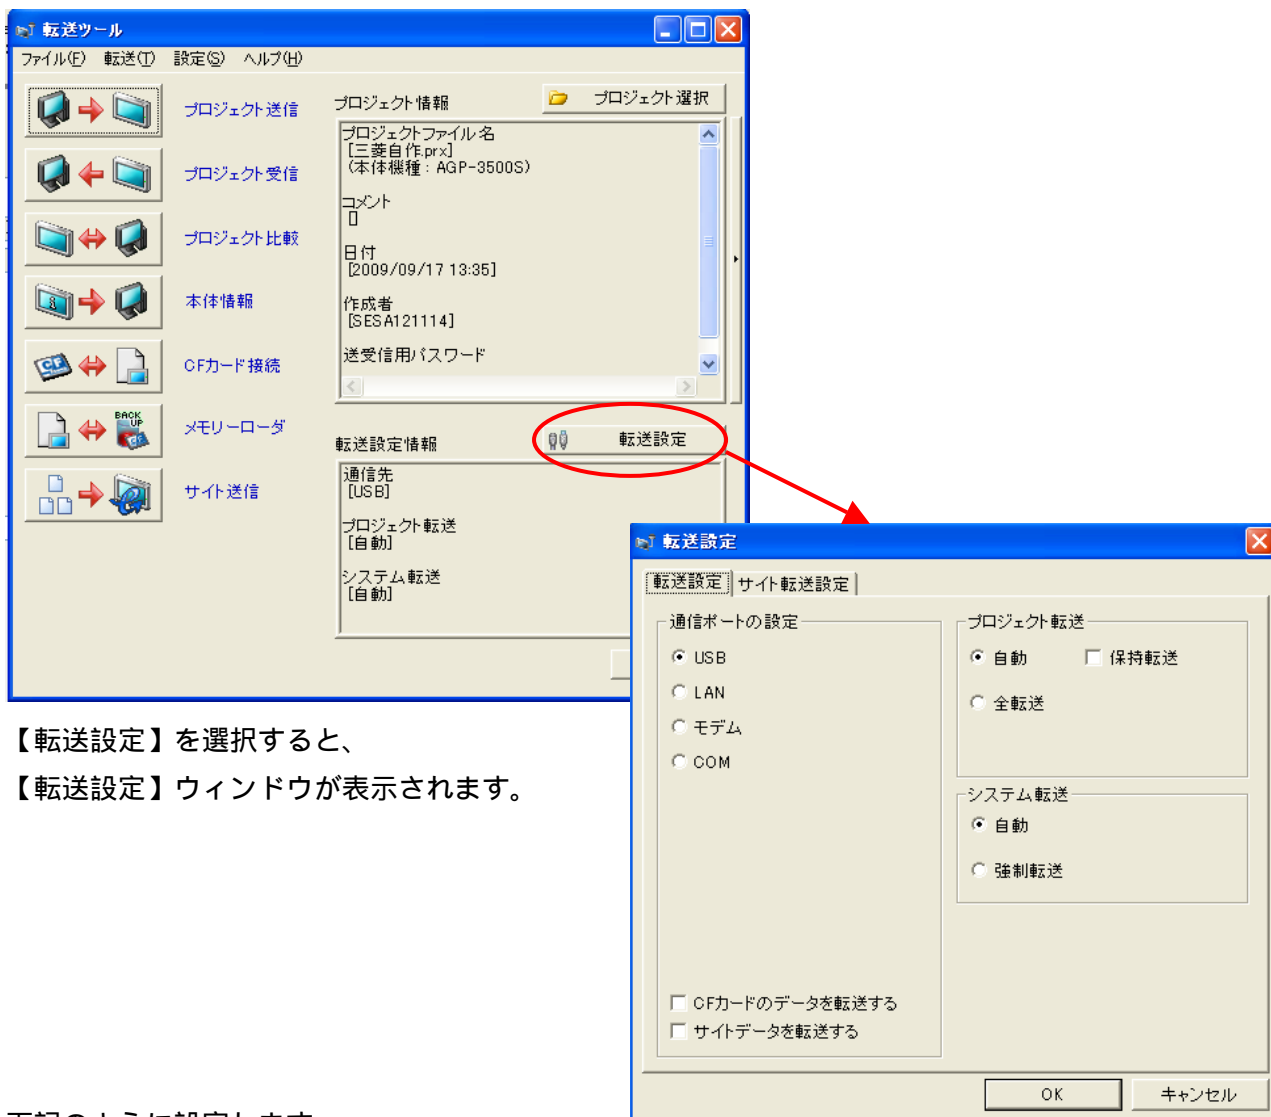 転送ツール
ファイル(F) 転送(T) 設定(S) ヘルプ(H)
プロジェクト送信
プロジェクト受信
プロジェクト比較
本体情報
CFカード接続
メモリーローダ
サイト送信
プロジェクト情報
プロジェクト選択
プロジェクトファイル名
[三菱自作.prx]
(本体機種：AGP-3500S)
コメント
[]
日付
[2009/09/17 13:35]
作成者
[SESA121114]
送受信用パスワード
転送設定情報
転送設定
通信先
[USB]
プロジェクト転送
[自動]
システム転送
[自動]
CF
BACK
UP
転送設定
転送設定 サイト転送設定
通信ポートの設定
USB
LAN
モデム
COM
CFカードのデータを転送する
サイトデータを転送する
プロジェクト転送
自動 保持転送
全転送
システム転送
自動
強制転送
OK キャンセル
【転送設定】を選択すると、
【転送設定】ウィンドウが表示されます。